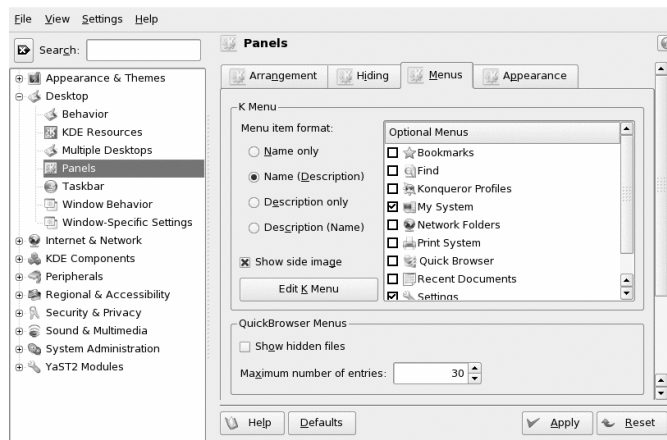 File View Settings Help
Search:
Appearance & Themes
Desktop
Behavior
KDE Resources
Multiple Desktops
Panels
Taskbar
Window Behavior
Window-Specific Settings
Internet & Network
KDE Components
Peripherals
Regional & Accessibility
Security & Privacy
Sound & Multimedia
System Administration
YaST2 Modules
Panels
Arrangement Hiding Menus Appearance
K Menu
Menu item format:
Name only
Name (Description)
Description only
Description (Name)
Show side image
Edit K Menu
Optional Menus
Bookmarks
Find
Konqueror Profiles
My System
Network Folders
Print System
Quick Browser
Recent Documents
Settings
QuickBrowser Menus
Show hidden files
Maximum number of entries: 30
Help Defaults Apply Reset